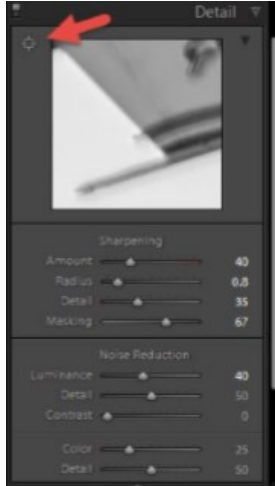 Detail
Sharpening
Amount 40
Radius 0.8
Detail 35
Masking 67
Noise Reduction
Luminance 40
Detail 50
Contrast 0
Color 25
Detail 50